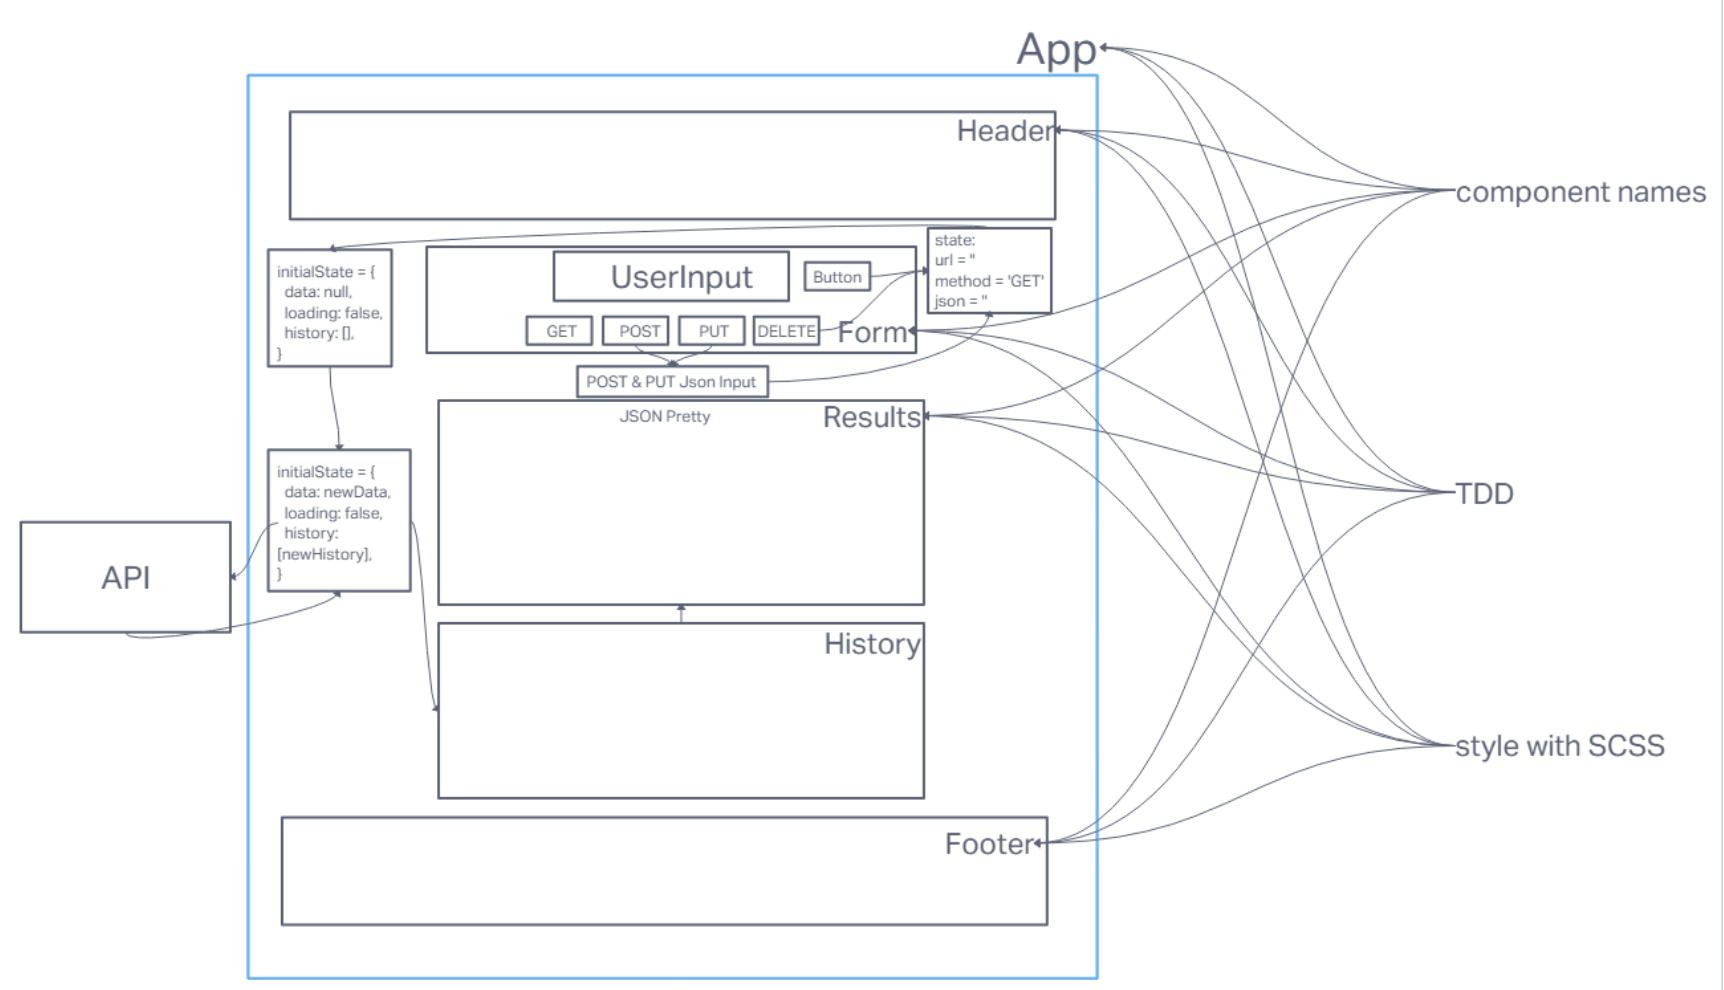 App
Header
component names
state:
url = "
method = 'GET'
json = "
initialState = {
data: null,
loading: false,
history: [],
}
UserInput
Button
GET
POST
PUT
DELETE
Form
POST & PUT Json Input
JSON Pretty
Results
initialState = {
data: newData,
loading: false,
history:
[newHistory],
}
TDD
API
History
style with SCSS
Footer